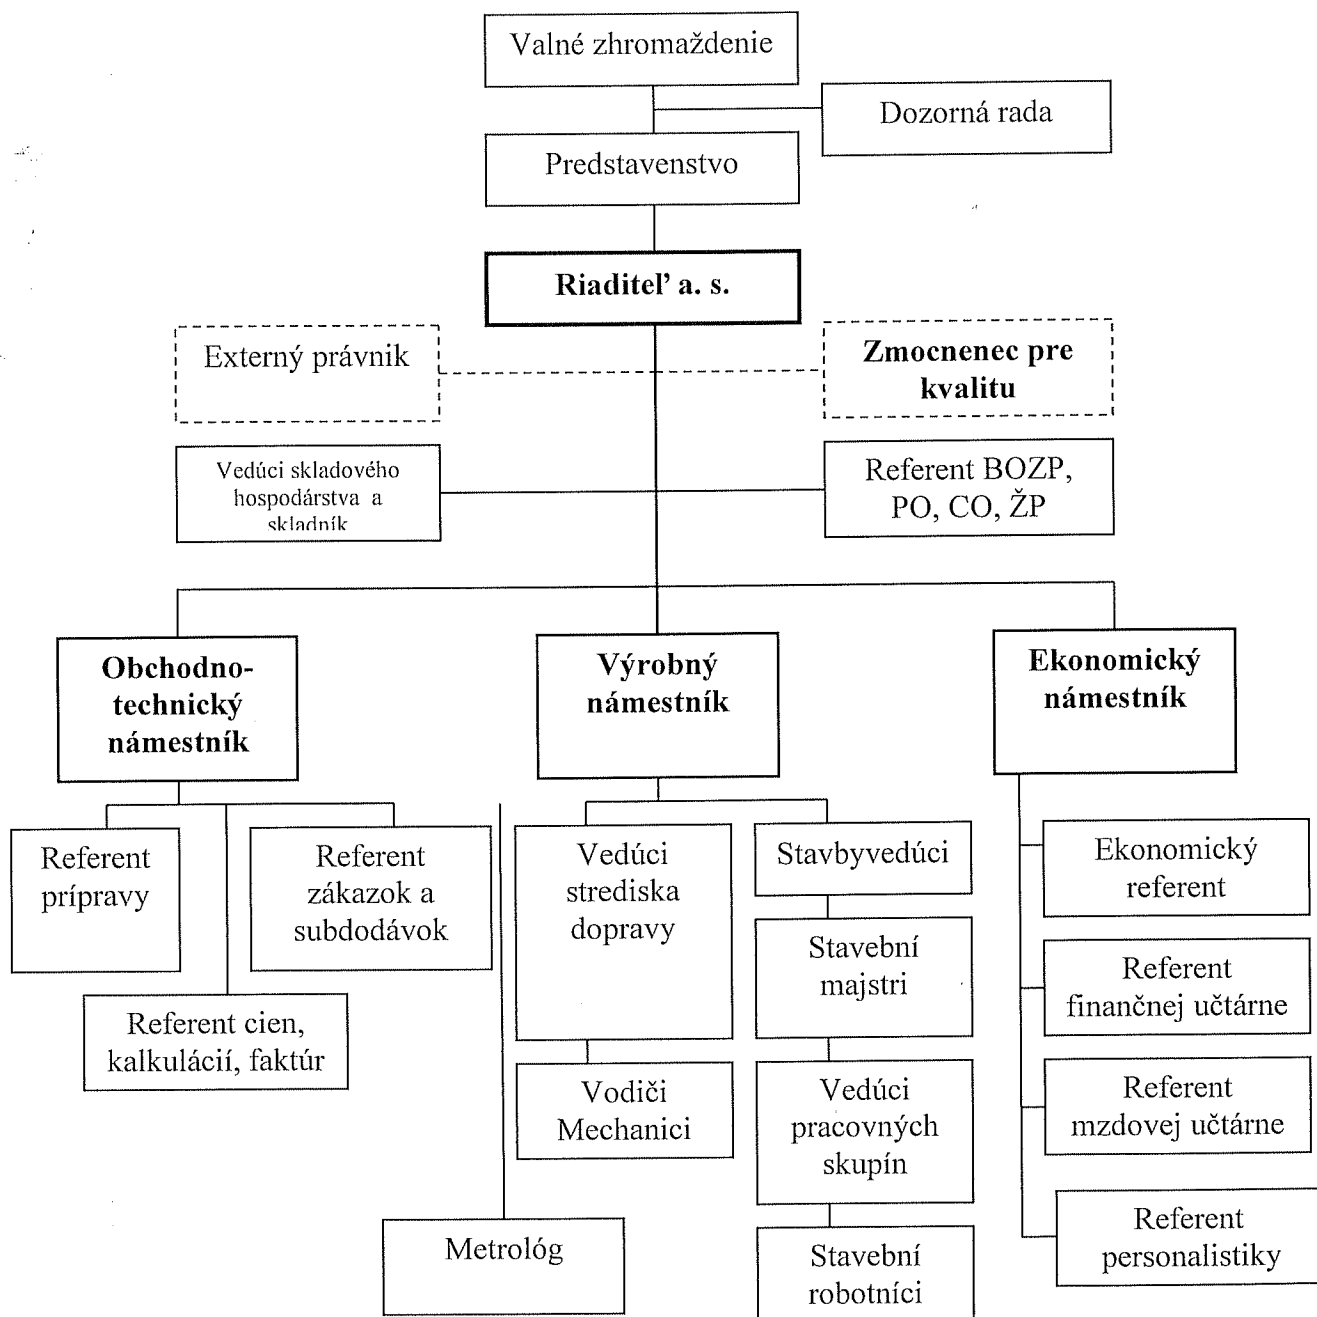 Valné zhromaždenie
Dozorná rada
Predstavenstvo
Riaditeľ a. s.
Externý právnik
Zmocnenec pre
kvalitu
Vedúci skladového
hospodárstva a
skladník
Referent BOZP,
PO, CO, ŽP
Obchodno-
technický
námestník
Výrobný
námestník
Ekonomický
námestník
Referent
prípravy
Referent
zákazok a
subdodávok
Referent cien,
kalkulácií, faktúr
Metrológ
Vedúci
strediska
dopravy
Vodiči
Mechanici
Stavbyvedúci
Stavební
majstri
Vedúci
pracovných
skupín
Stavební
robotníci
Ekonomický
referent
Referent
finančnej učtárne
Referent
mzdovej učtárne
Referent
personalistiky